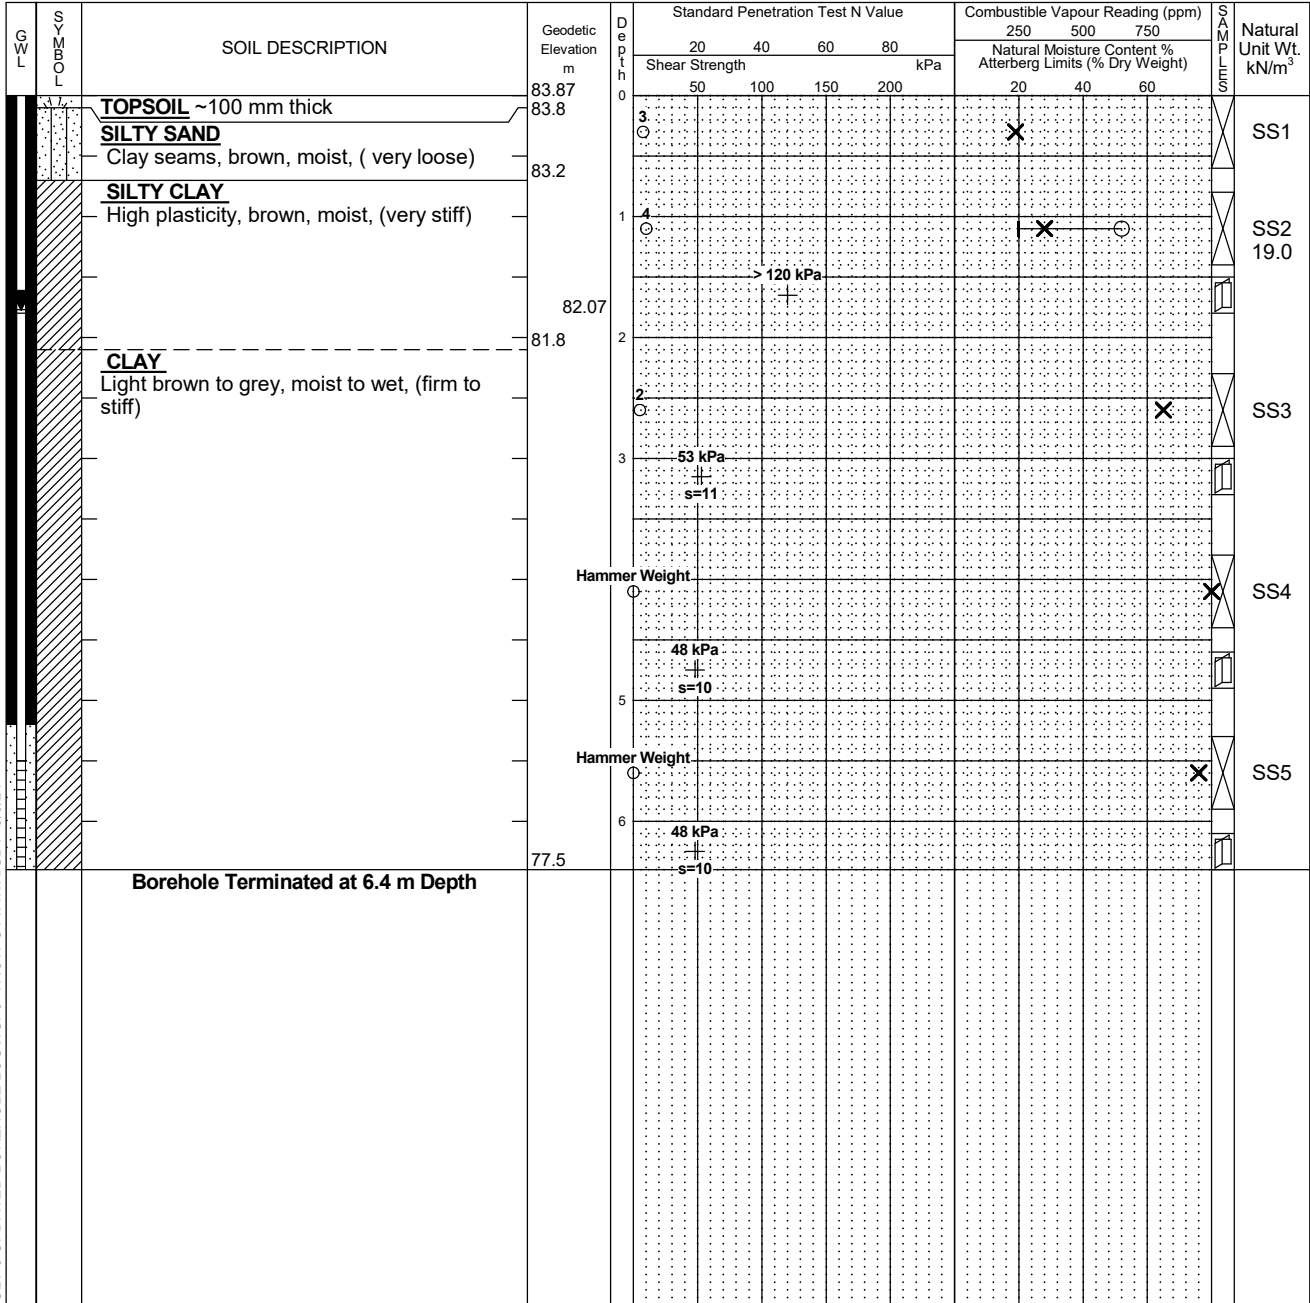 GWL
SYMBOL
SOIL DESCRIPTION
Geodetic
Elevation
m
Depth
Standard Penetration Test N Value
20 40 60 80
Shear Strength kPa
50 100 150 200
Combustible Vapour Reading (ppm)
250 500 750
Natural Moisture Content %
Atterberg Limits (% Dry Weight)
20 40 60
SAMPLES
Natural
Unit Wt.
kN/m³
83.87
0
TOPSOIL ~100 mm thick
83.8
3
SS1
SILTY SAND
Clay seams, brown, moist, ( very loose)
83.2
SILTY CLAY
High plasticity, brown, moist, (very stiff)
1
4
SS2
19.0
> 120 kPa
82.07
81.8
2
CLAY
Light brown to grey, moist to wet, (firm to
stiff)
2
SS3
3
53 kPa
s=11
Hammer Weight
SS4
48 kPa
s=10
5
Hammer Weight
SS5
6
48 kPa
s=10
77.5
Borehole Terminated at 6.4 m Depth